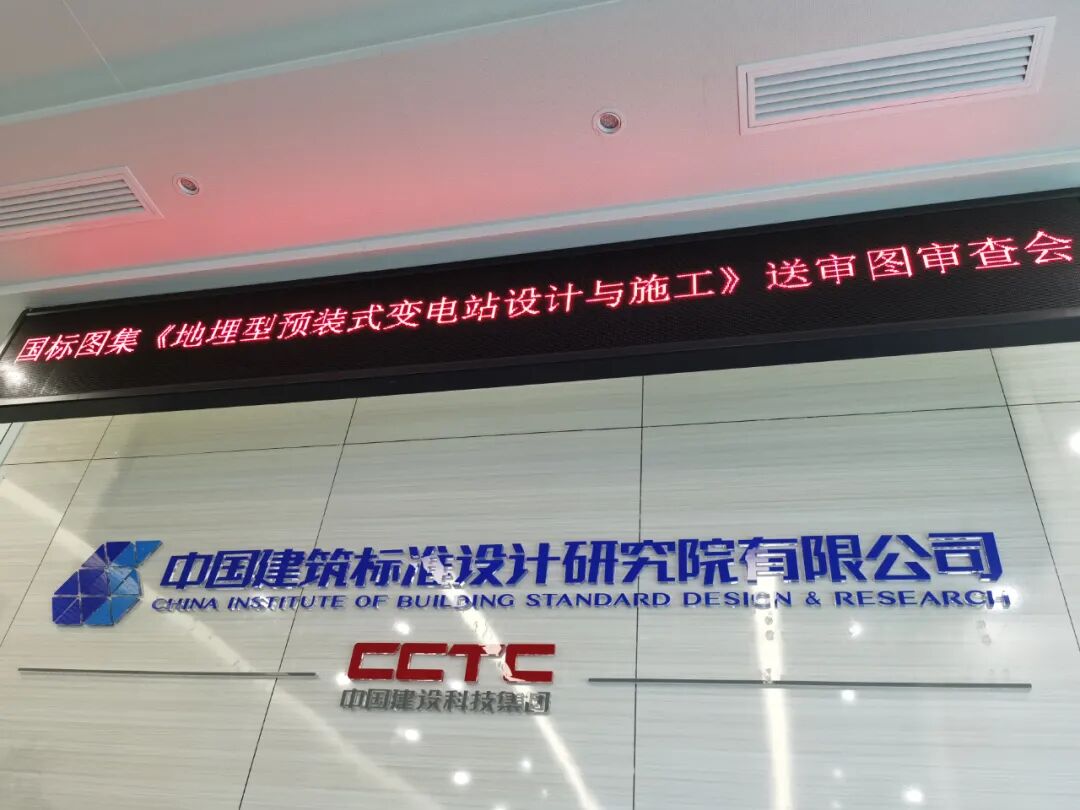 国标图集《地埋型预装式变电站设计与施工》送审图审查会
中国建筑标准设计研究院有限公司
CHINA INSTITUTE OF BUILDING STANDARD DESIGN & RESEARCH
CCTC
中国建设科技集团